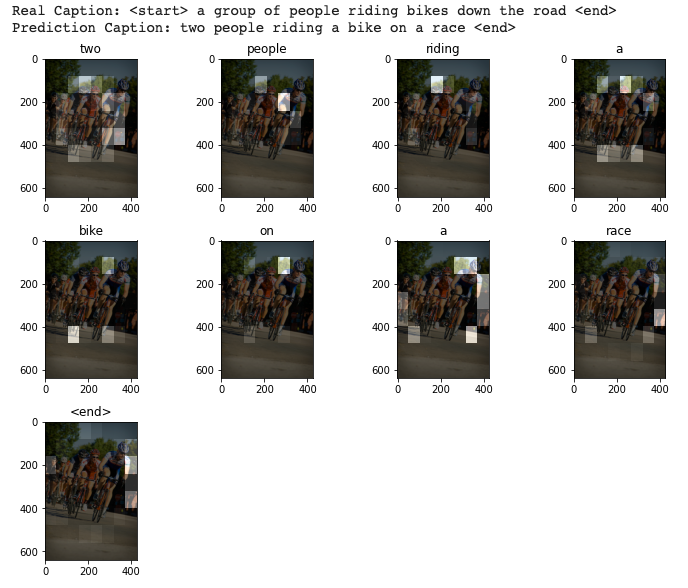 Real Caption: <start> a group of people riding bikes down the road <end>
Prediction Caption: two people riding a bike on a race <end>
two people riding a
0 0 0 0
200 200 200 200
400 400 400 400
600 600 600 600
0 200 400 0 200 400 0 200 400 0 200 400
bike on a race
0 0 0 0
200 200 200 200
400 400 400 400
600 600 600 600
0 200 400 0 200 400 0 200 400 0 200 400
<end>
0
200
400
600
0 200 400